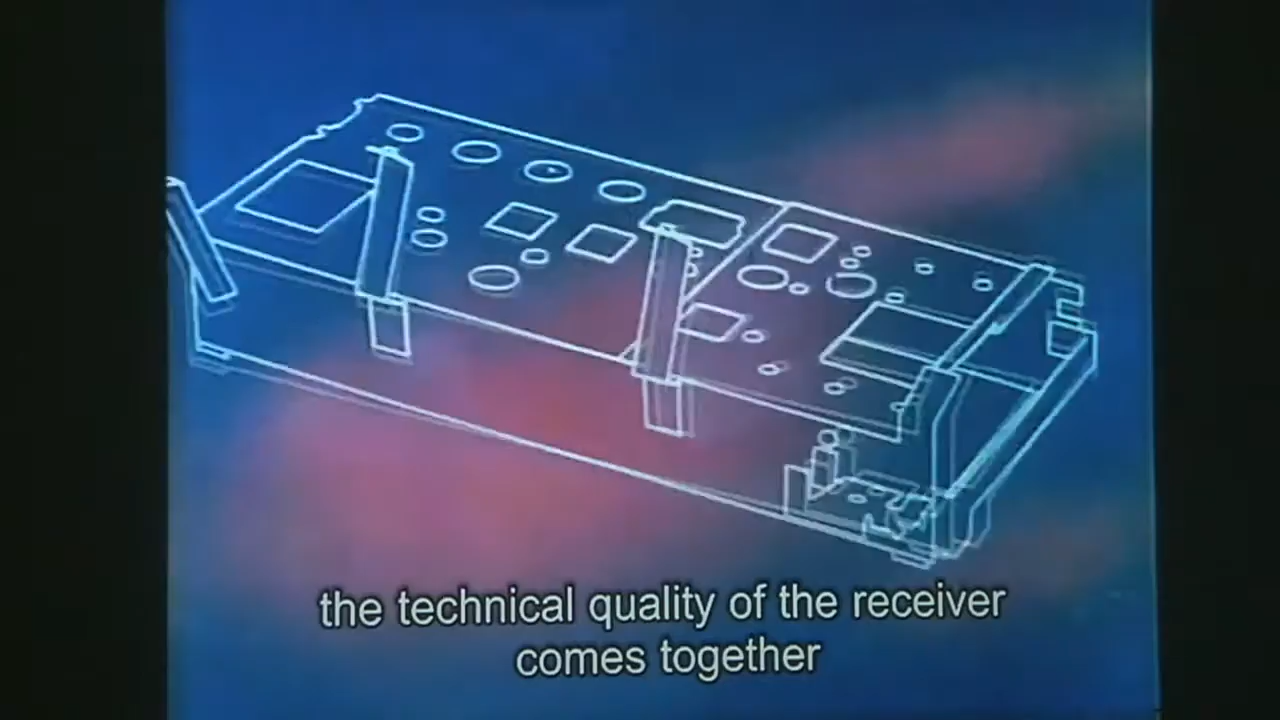 the technical quality of the receiver
comes together